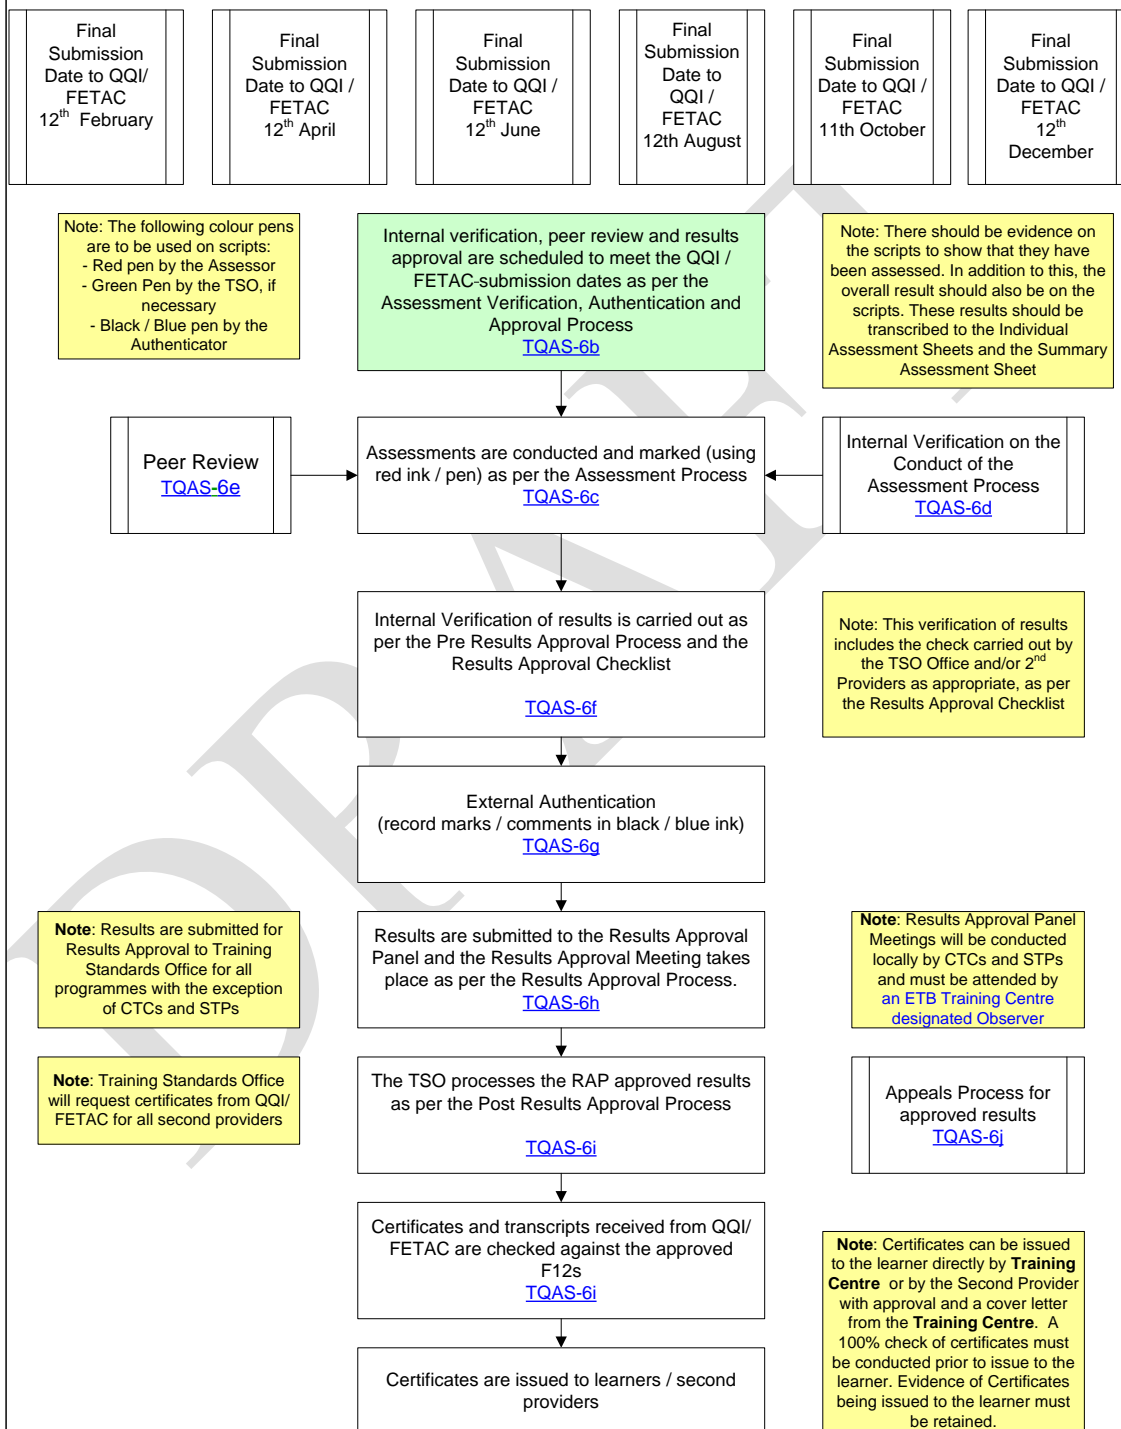 Final
Submission
Date to QQI/
FETAC
12th February
Final
Submission
Date to QQI /
FETAC
12th April
Final
Submission
Date to QQI /
FETAC
12th June
Final
Submission
Date to
QQI /
FETAC
12th August
Final
Submission
Date to QQI /
FETAC
11th October
Final
Submission
Date to QQI /
FETAC
12th
December
Note: The following colour pens
are to be used on scripts:
- Red pen by the Assessor
- Green Pen by the TSO, if
necessary
- Black / Blue pen by the
Authenticator
Internal verification, peer review and results
approval are scheduled to meet the QQI /
FETAC-submission dates as per the
Assessment Verification, Authentication and
Approval Process
TQAS-6b
Note: There should be evidence on
the scripts to show that they have
been assessed. In addition to this, the
overall result should also be on the
scripts. These results should be
transcribed to the Individual
Assessment Sheets and the Summary
Assessment Sheet
Peer Review
TQAS-6e
Assessments are conducted and marked (using
red ink / pen) as per the Assessment Process
TQAS-6c
Internal Verification on the
Conduct of the
Assessment Process
TQAS-6d
Internal Verification of results is carried out as
per the Pre Results Approval Process and the
Results Approval Checklist
TQAS-6f
Note: This verification of results
includes the check carried out by
the TSO Office and/or 2nd
Providers as appropriate, as per
the Results Approval Checklist
External Authentication
(record marks / comments in black / blue ink)
TQAS-6g
Note: Results are submitted for
Results Approval to Training
Standards Office for all
programmes with the exception
of CTCs and STPs
Results are submitted to the Results Approval
Panel and the Results Approval Meeting takes
place as per the Results Approval Process.
TQAS-6h
Note: Results Approval Panel
Meetings will be conducted
locally by CTCs and STPs
and must be attended by
an ETB Training Centre
designated Observer
Note: Training Standards Office
will request certificates from QQI/
FETAC for all second providers
The TSO processes the RAP approved results
as per the Post Results Approval Process
TQAS-6i
Appeals Process for
approved results
TQAS-6j
Certificates and transcripts received from QQI/
FETAC are checked against the approved
F12s
TQAS-6i
Note: Certificates can be issued
to the learner directly by Training
Centre or by the Second Provider
with approval and a cover letter
from the Training Centre. A
100% check of certificates must
be conducted prior to issue to the
learner. Evidence of Certificates
being issued to the learner must
be retained.
Certificates are issued to learners / second
providers
DRAFT